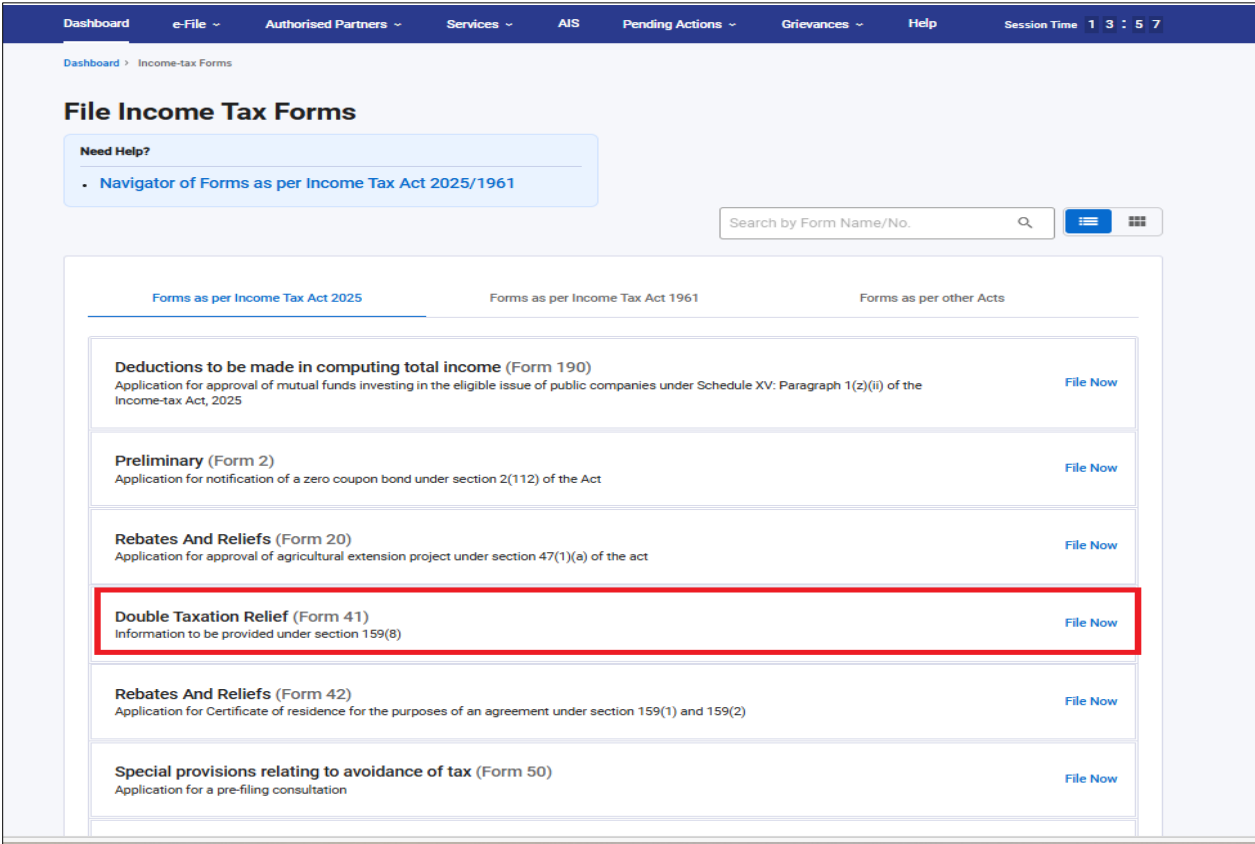 Dashboard e-File Authorised Partners Services AIS Pending Actions Grievances Help Session Time 1 3 : 5 7
Dashboard > Income-tax Forms
File Income Tax Forms
Need Help?
• Navigator of Forms as per Income Tax Act 2025/1961
Search by Form Name/No.
Forms as per Income Tax Act 2025 Forms as per Income Tax Act 1961 Forms as per other Acts
Deductions to be made in computing total income (Form 190)
Application for approval of mutual funds investing in the eligible issue of public companies under Schedule XV: Paragraph 1(z)(ii) of the
Income-tax Act, 2025
File Now
Preliminary (Form 2)
Application for notification of a zero coupon bond under section 2(112) of the Act
File Now
Rebates And Reliefs (Form 20)
Application for approval of agricultural extension project under section 47(1)(a) of the act
File Now
Double Taxation Relief (Form 41)
Information to be provided under section 159(8)
File Now
Rebates And Reliefs (Form 42)
Application for Certificate of residence for the purposes of an agreement under section 159(1) and 159(2)
File Now
Special provisions relating to avoidance of tax (Form 50)
Application for a pre-filing consultation
File Now